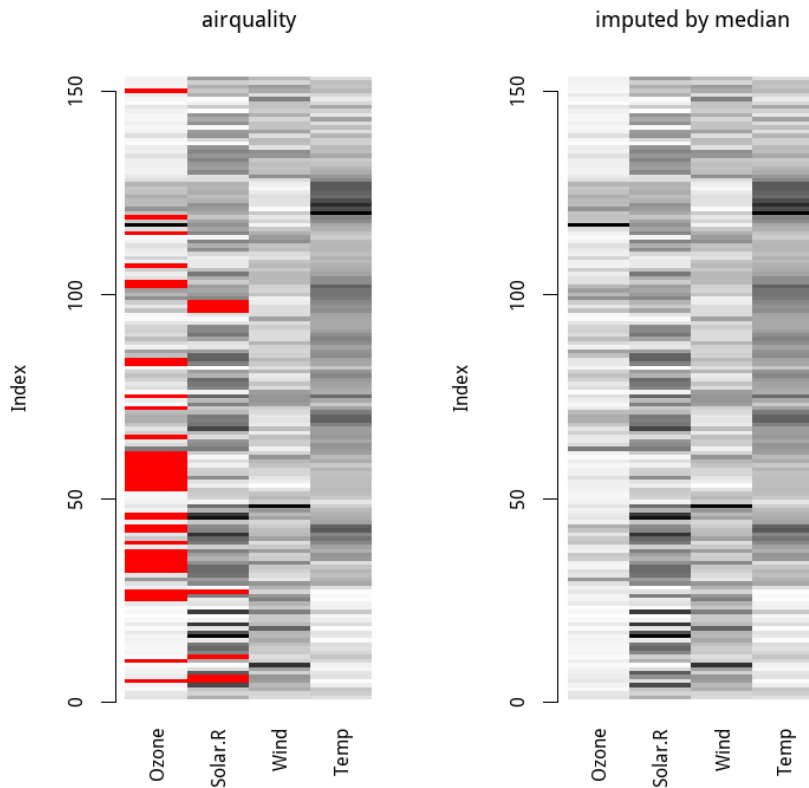 airquality
imputed by median
Index
0
50
100
150
Ozone
Solar.R
Wind
Temp
Index
0
50
100
150
Ozone
Solar.R
Wind
Temp